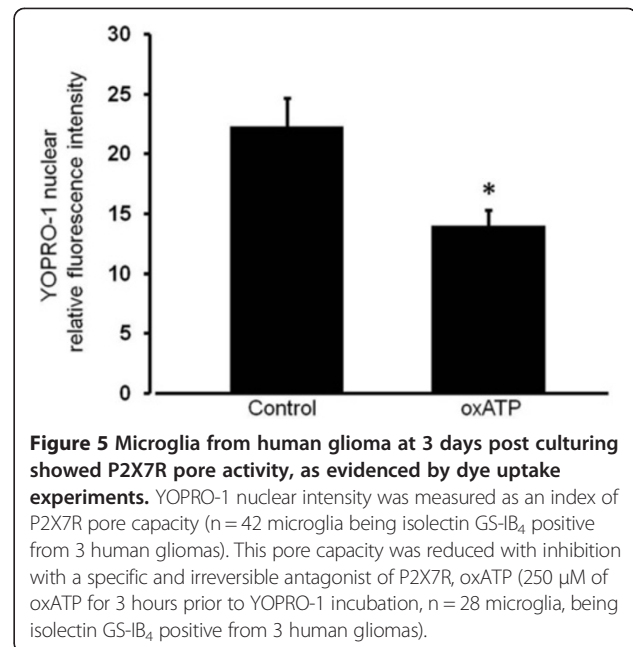 30
25
20
15
10
5
0
YOPRO-1 nuclear
relative fluorescence intensity
*
Control
oxATP
Figure 5 Microglia from human glioma at 3 days post culturing
showed P2X7R pore activity, as evidenced by dye uptake
experiments. YOPRO-1 nuclear intensity was measured as an index of
P2X7R pore capacity (n = 42 microglia being isolectin GS-IB₄ positive
from 3 human gliomas). This pore capacity was reduced with inhibition
with a specific and irreversible antagonist of P2X7R, oxATP (250 μM of
oxATP for 3 hours prior to YOPRO-1 incubation, n = 28 microglia, being
isolectin GS-IB₄ positive from 3 human gliomas).